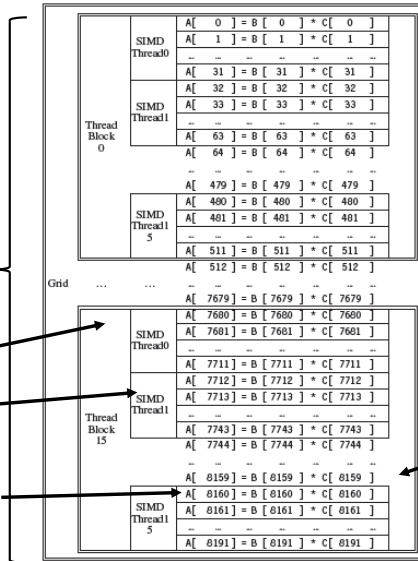 A[ 0 ] = B [ 0 ] * C[ 0 ]
SIMD Thread0 A[ 1 ] = B [ 1 ] * C[ 1 ]
... ... ... ... ... ...
A[ 31 ] = B [ 31 ] * C[ 31 ]
A[ 32 ] = B [ 32 ] * C[ 32 ]
SIMD Thread1 A[ 33 ] = B [ 33 ] * C[ 33 ]
... ... ... ... ... ...
Thread Block 0 A[ 63 ] = B [ 63 ] * C[ 63 ]
A[ 64 ] = B [ 64 ] * C[ 64 ]
... ... ... ... ... ...
A[ 479 ] = B [ 479 ] * C[ 479 ]
A[ 480 ] = B [ 480 ] * C[ 480 ]
SIMD Thread1 5 A[ 481 ] = B [ 481 ] * C[ 481 ]
... ... ... ... ... ...
A[ 511 ] = B [ 511 ] * C[ 511 ]
A[ 512 ] = B [ 512 ] * C[ 512 ]
Grid ... ... ... ... ... ... ... ...
A[ 7679 ] = B [ 7679 ] * C[ 7679 ]
A[ 7680 ] = B [ 7680 ] * C[ 7680 ]
SIMD Thread0 A[ 7681 ] = B [ 7681 ] * C[ 7681 ]
... ... ... ... ... ...
A[ 7711 ] = B [ 7711 ] * C[ 7711 ]
A[ 7712 ] = B [ 7712 ] * C[ 7712 ]
SIMD Thread1 A[ 7713 ] = B [ 7713 ] * C[ 7713 ]
... ... ... ... ... ...
Thread Block 15 A[ 7743 ] = B [ 7743 ] * C[ 7743 ]
A[ 7744 ] = B [ 7744 ] * C[ 7744 ]
... ... ... ... ... ...
A[ 8159 ] = B [ 8159 ] * C[ 8159 ]
A[ 8160 ] = B [ 8160 ] * C[ 8160 ]
SIMD Thread1 5 A[ 8161 ] = B [ 8161 ] * C[ 8161 ]
... ... ... ... ... ...
A[ 8191 ] = B [ 8191 ] * C[ 8191 ]